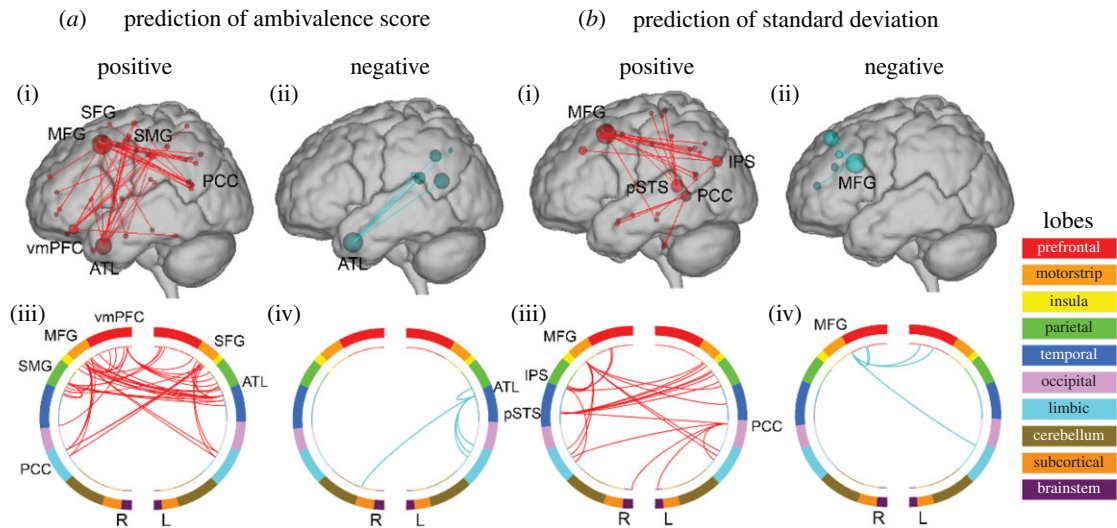 (a) prediction of ambivalence score
(b) prediction of standard deviation
positive
negative
positive
negative
(i)
SFG
MFG
SMG
PCC
vmPFC
ATL
(ii)
ATL
(i)
MFG
IPS
pSTS
PCC
(ii)
MFG
lobes
prefrontal
motorstrip
insula
parietal
temporal
occipital
limbic
cerebellum
subcortical
brainstem
(iii)
vmPFC
MFG
SFG
SMG
ATL
PCC
R L
(iv)
ATL
R L
(iii)
MFG
IPS
pSTS
PCC
R L
(iv)
MFG
R L